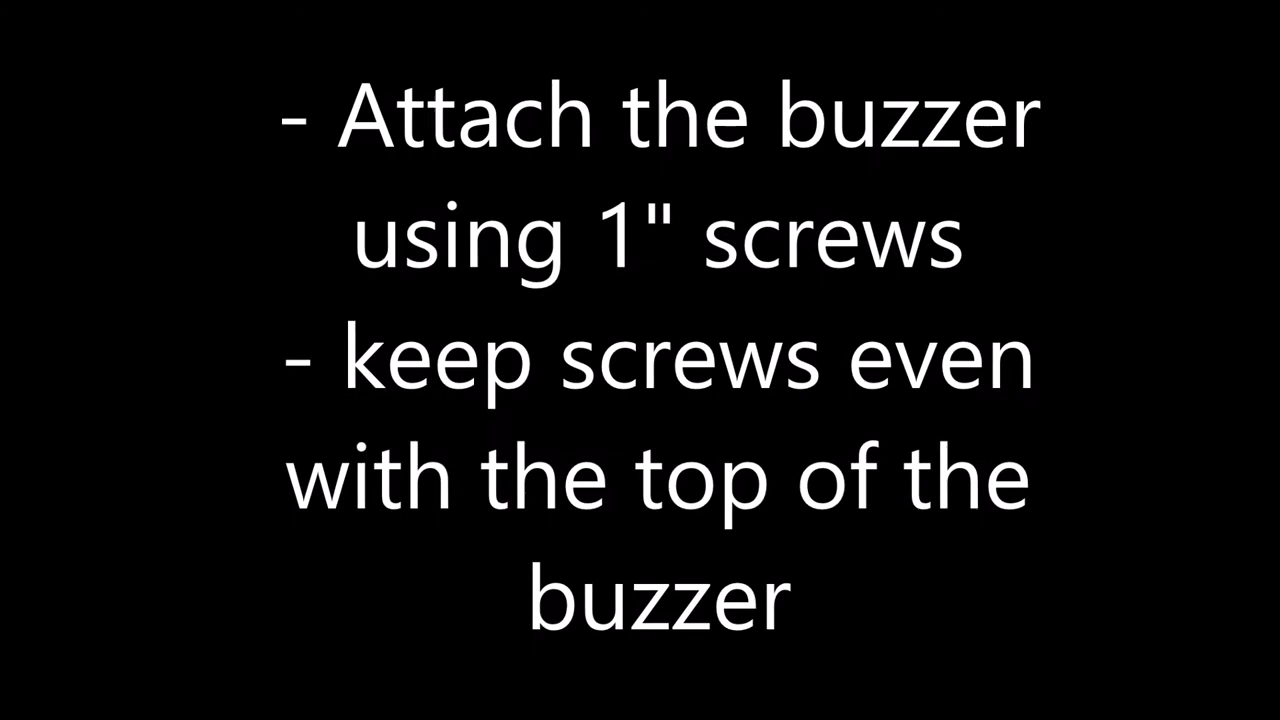 - Attach the buzzer
using 1" screws
- keep screws even
with the top of the
buzzer